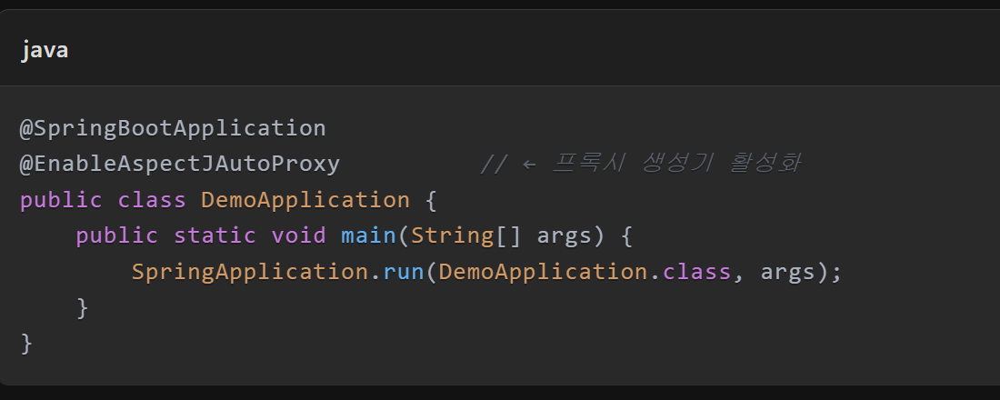 java
@SpringBootApplication
@EnableAspectJAutoProxy          // ← 프록시 생성기 활성화
public class DemoApplication {
    public static void main(String[] args) {
        SpringApplication.run(DemoApplication.class, args);
    }
}